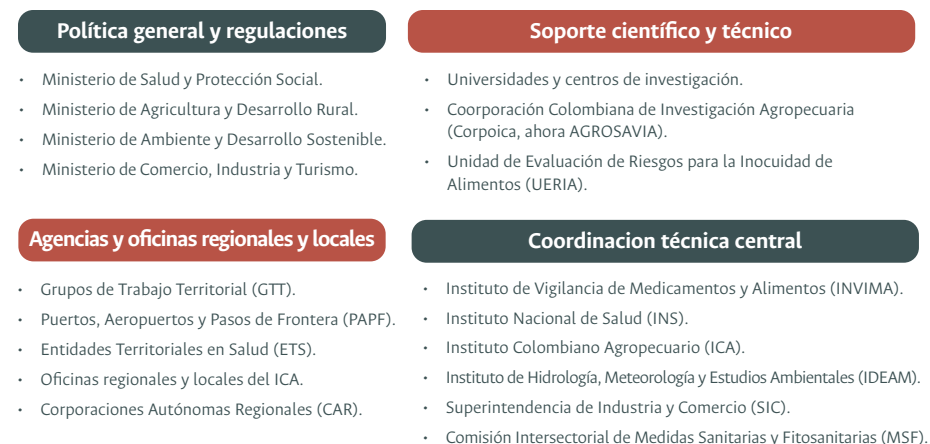 Política general y regulaciones
• Ministerio de Salud y Protección Social.
• Ministerio de Agricultura y Desarrollo Rural.
• Ministerio de Ambiente y Desarrollo Sostenible.
• Ministerio de Comercio, Industria y Turismo.
Soporte científico y técnico
• Universidades y centros de investigación.
• Coorporación Colombiana de Investigación Agropecuaria
(Corpoica, ahora AGROSAVIA).
• Unidad de Evaluación de Riesgos para la Inocuidad de
Alimentos (UERIA).
Agencias y oficinas regionales y locales
• Grupos de Trabajo Territorial (GTT).
• Puertos, Aeropuertos y Pasos de Frontera (PAPF).
• Entidades Territoriales en Salud (ETS).
• Oficinas regionales y locales del ICA.
• Corporaciones Autónomas Regionales (CAR).
Coordinacion técnica central
• Instituto de Vigilancia de Medicamentos y Alimentos (INVIMA).
• Instituto Nacional de Salud (INS).
• Instituto Colombiano Agropecuario (ICA).
• Instituto de Hidrología, Meteorología y Estudios Ambientales (IDEAM).
• Superintendencia de Industria y Comercio (SIC).
• Comisión Intersectorial de Medidas Sanitarias y Fitosanitarias (MSF).